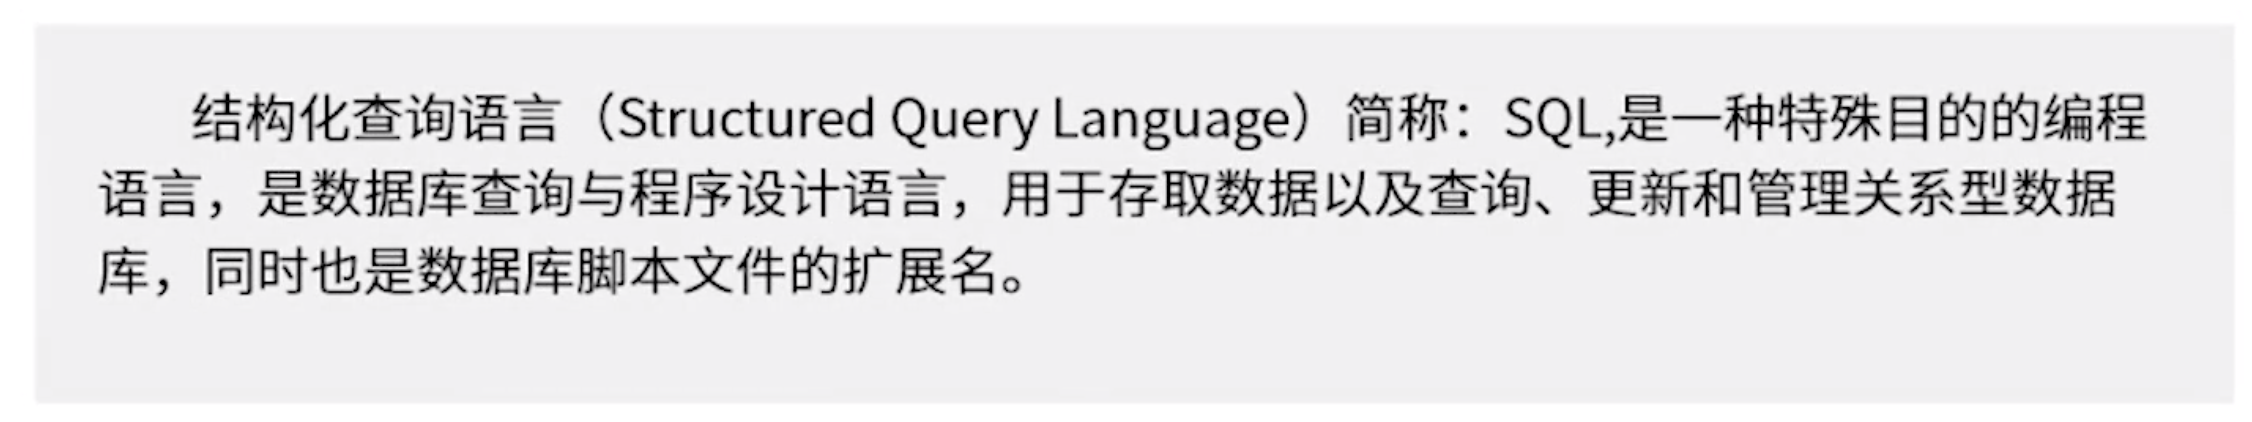 结构化查询语言（Structured Query Language）简称：SQL,是一种特殊目的的编程
语言，是数据库查询与程序设计语言，用于存取数据以及查询、更新和管理关系型数据
库，同时也是数据库脚本文件的扩展名。